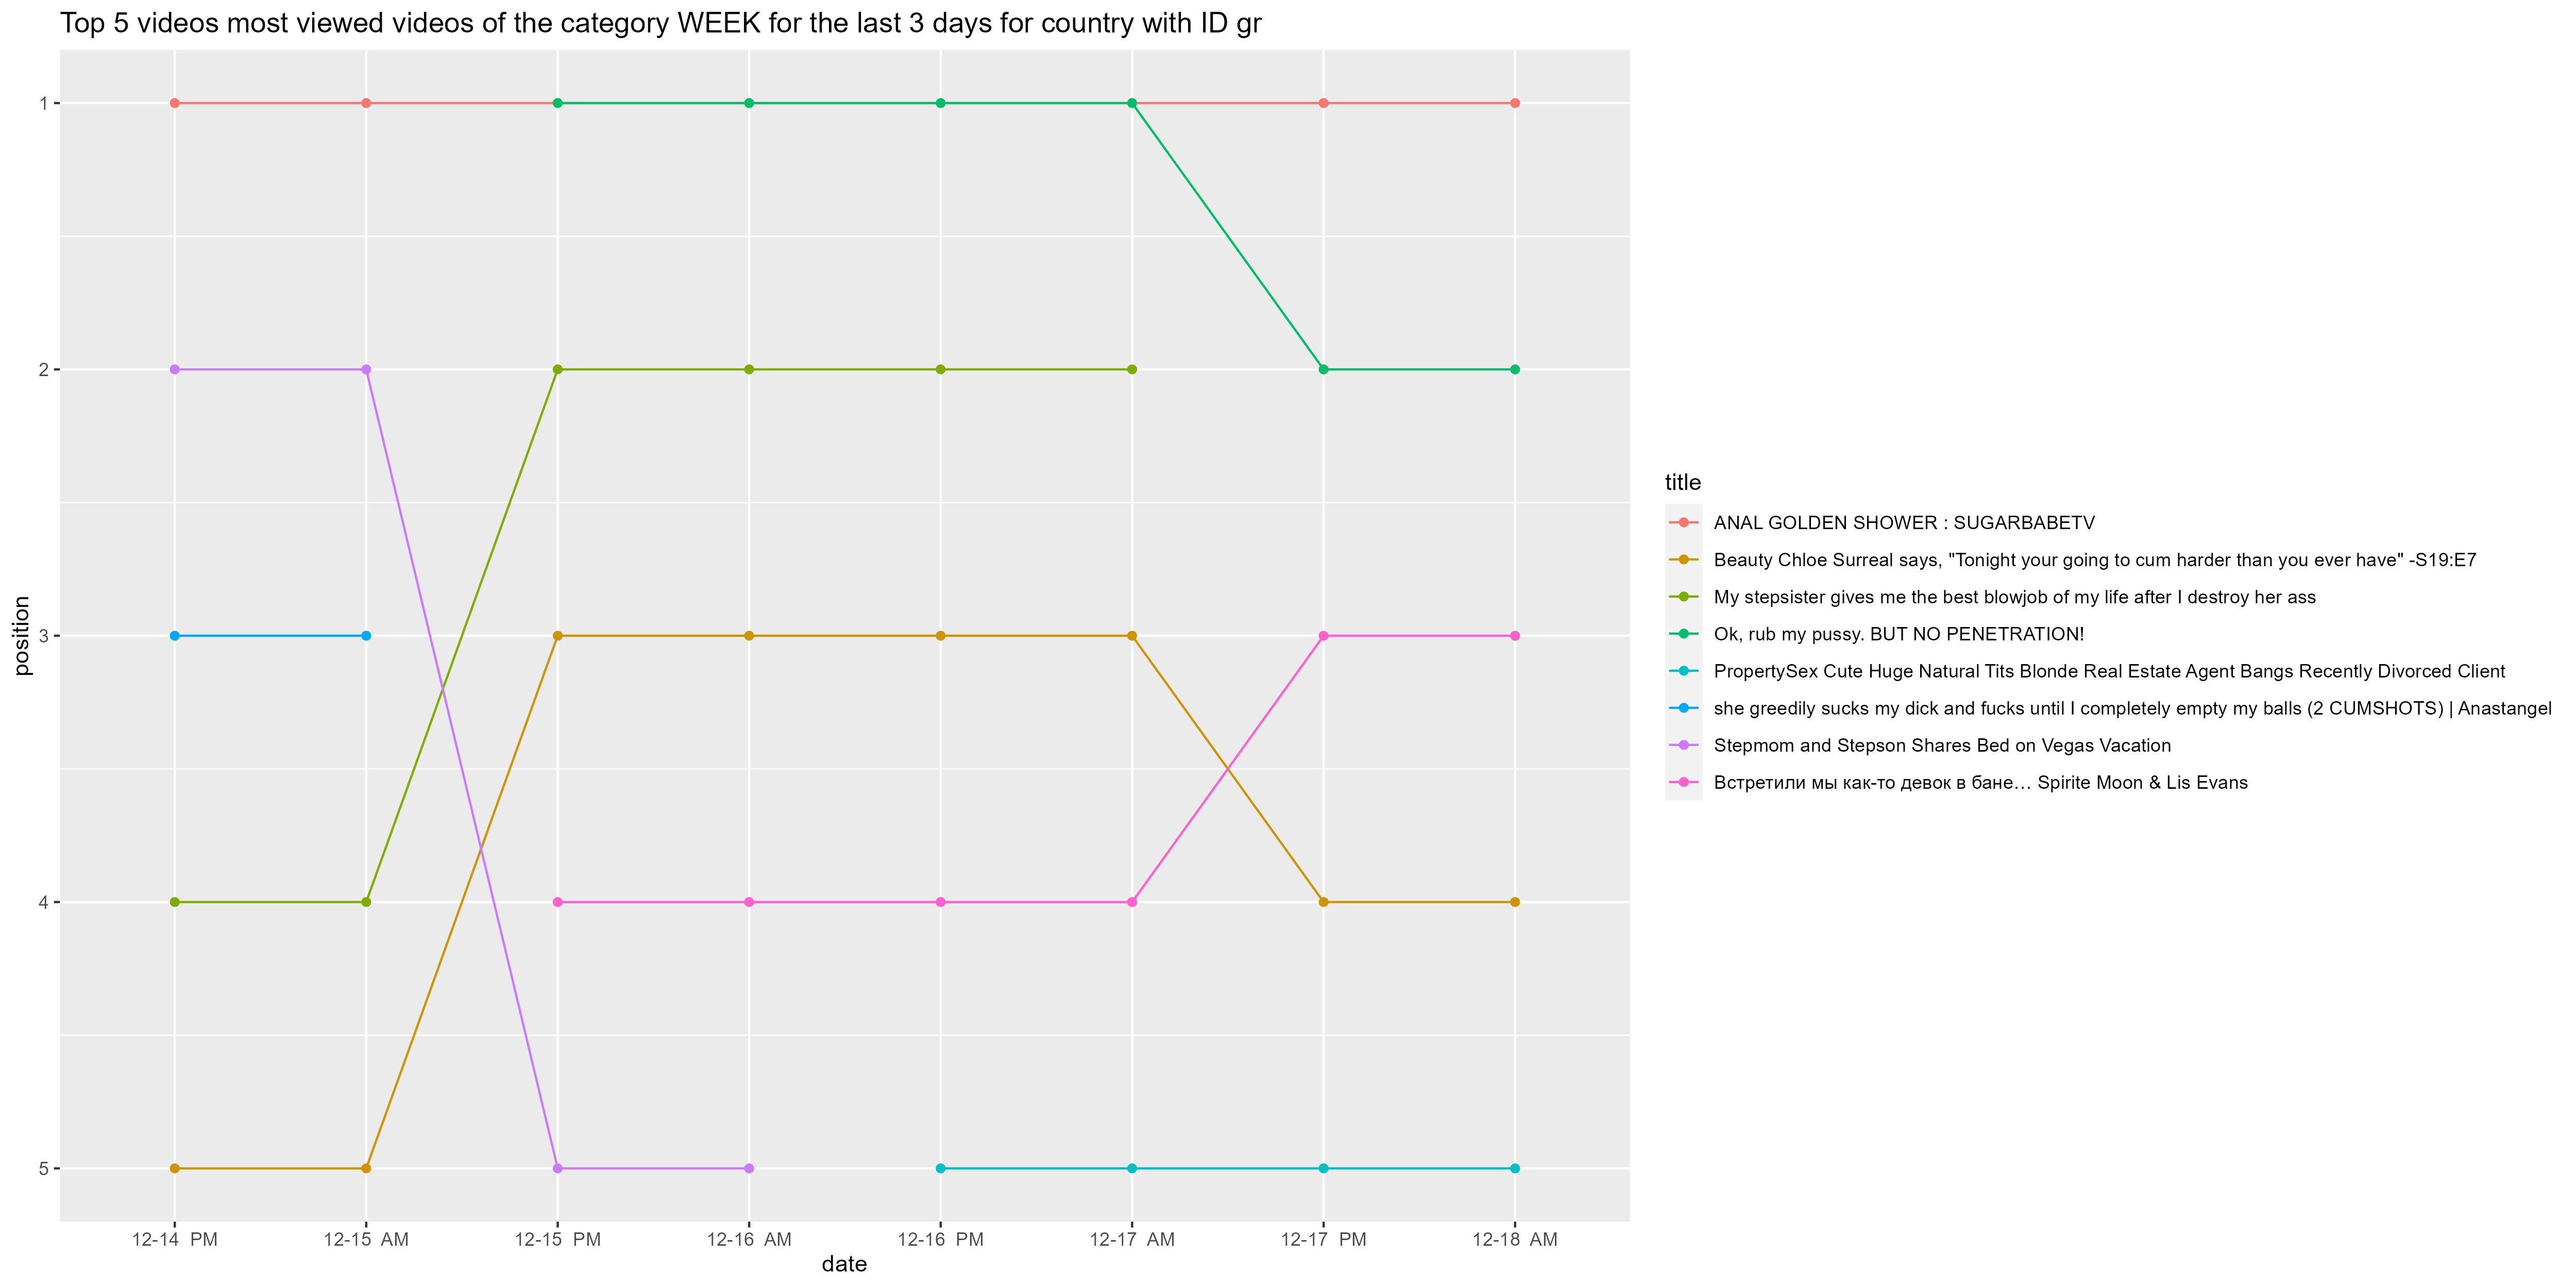 Top 5 videos most viewed videos of the category WEEK for the last 3 days for country with ID gr
position
1
2
3
4
5
12-14 PM
12-15 AM
12-15 PM
12-16 AM
12-16 PM
12-17 AM
12-17 PM
12-18 AM
date
title
ANAL GOLDEN SHOWER : SUGARBABETV
Beauty Chloe Surreal says, "Tonight your going to cum harder than you ever have" -S19:E7
My stepsister gives me the best blowjob of my life after I destroy her ass
Ok, rub my pussy. BUT NO PENETRATION!
PropertySex Cute Huge Natural Tits Blonde Real Estate Agent Bangs Recently Divorced Client
she greedily sucks my dick and fucks until I completely empty my balls (2 CUMSHOTS) | Anastangel
Stepmom and Stepson Shares Bed on Vegas Vacation
Встретили мы как-то девок в бане… Spirite Moon & Lis Evans